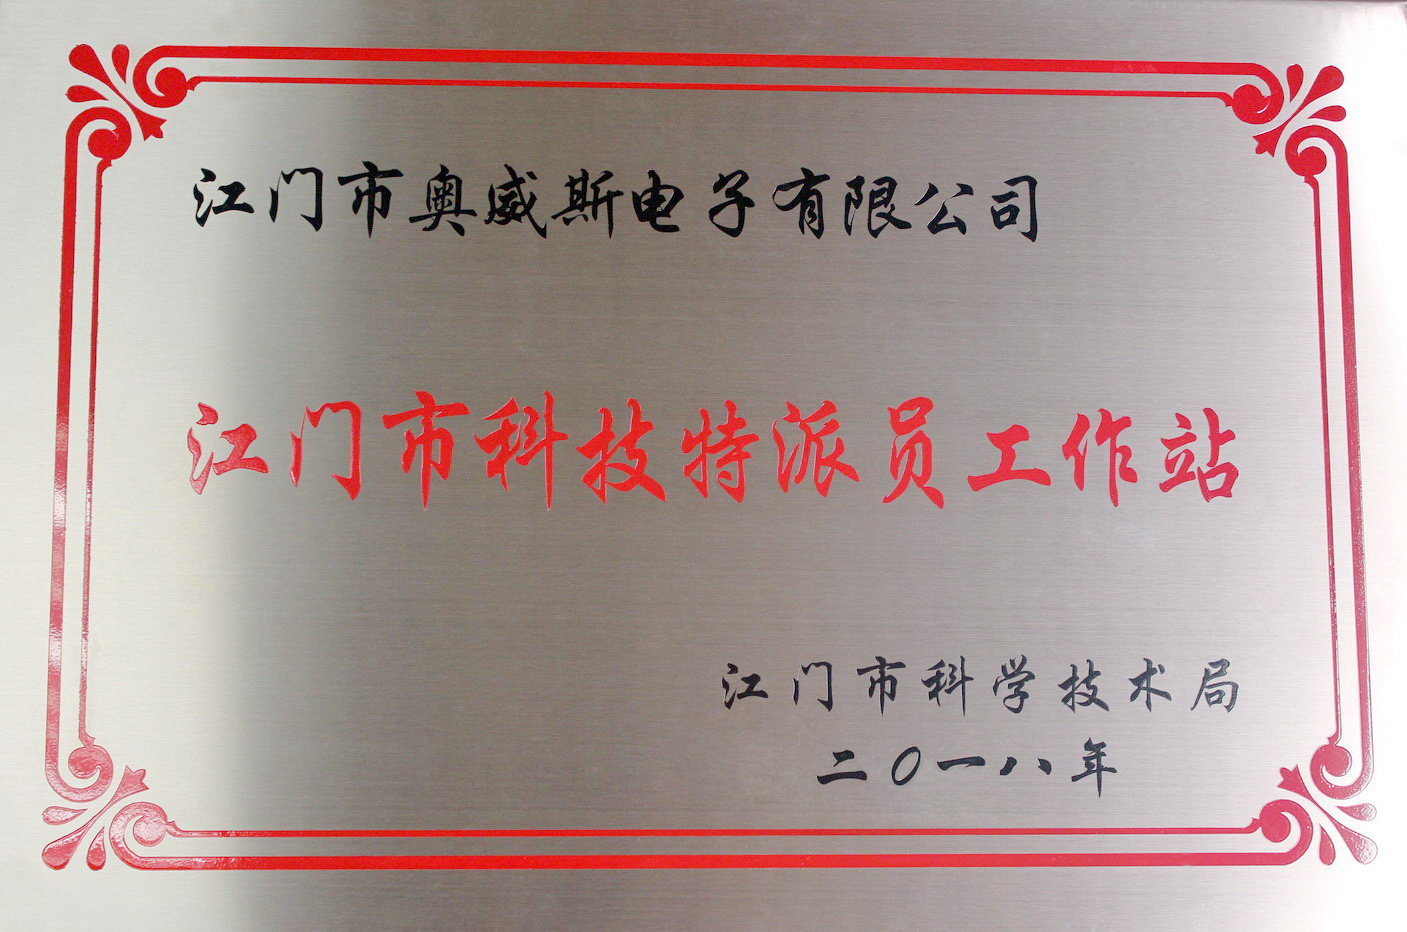 江门市奥威斯电子有限公司
江门市科技特派员工作站
江门市科学技术局
二〇一八年